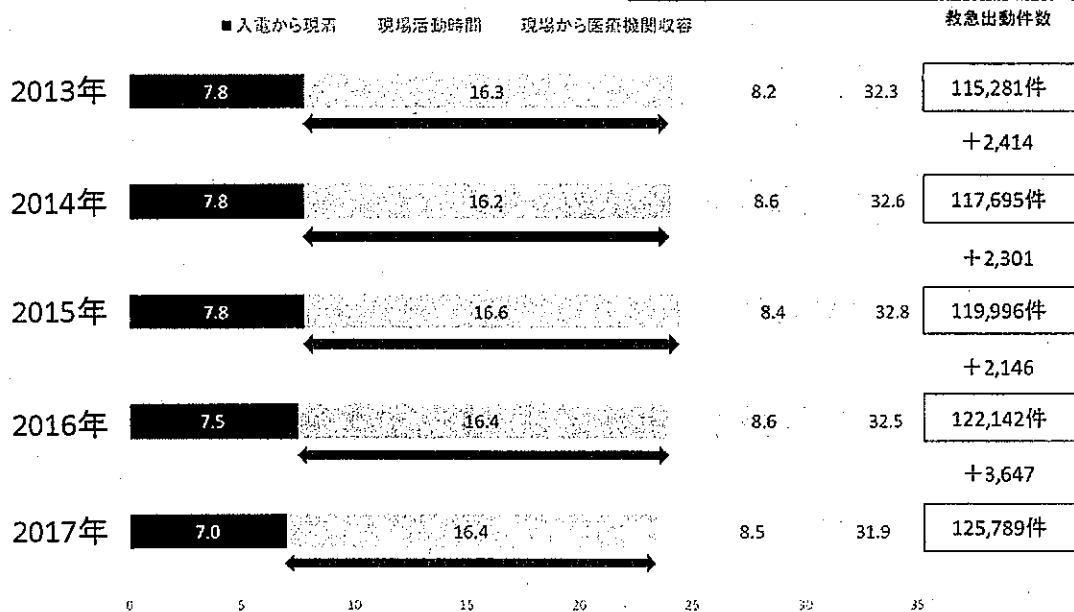 救急出動件数
■入電から現着 現場活動時間 現場から医療機関収容
2013年 7.8 16.3 8.2 32.3 115,281件
＋2,414
2014年 7.8 16.2 8.6 32.6 117,695件
＋2,301
2015年 7.8 16.6 8.4 32.8 119,996件
＋2,146
2016年 7.5 16.4 8.6 32.5 122,142件
＋3,647
2017年 7.0 16.4 8.5 31.9 125,789件
0 5 10 15 20 25 30 35